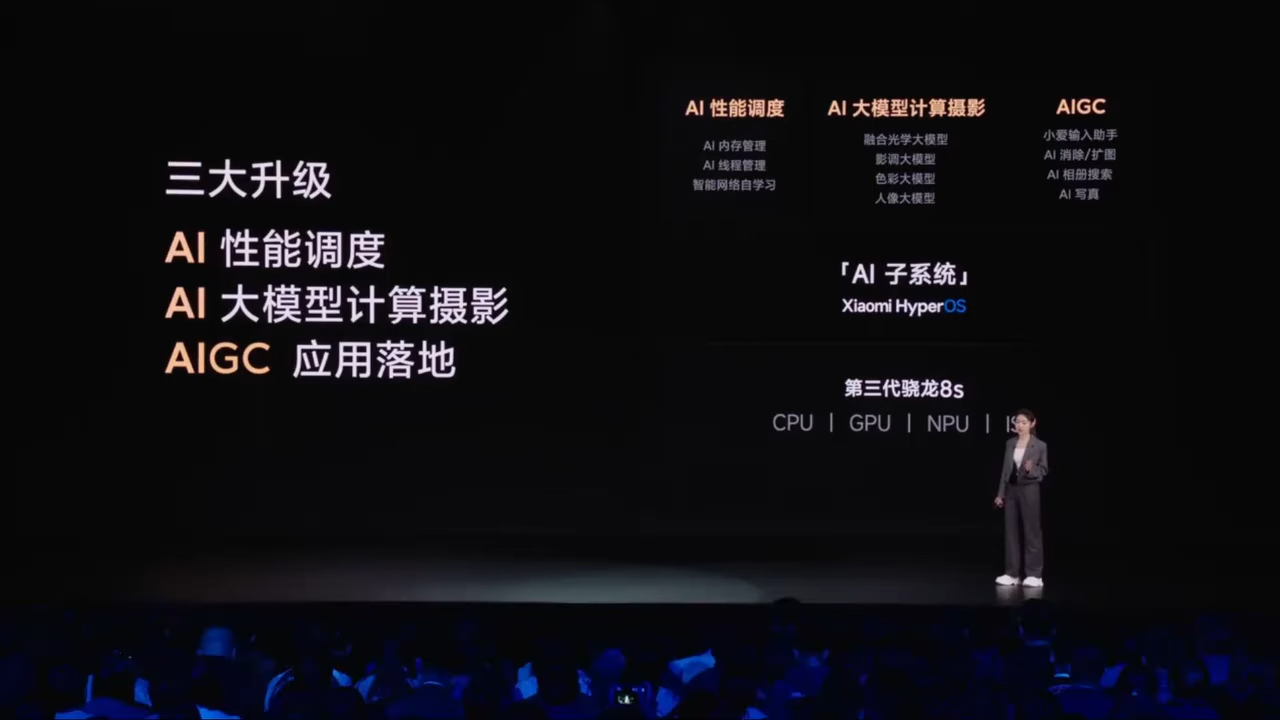 三大升级
AI 性能调度
AI 大模型计算摄影
AIGC 应用落地
AI 性能调度
AI 内存管理
AI 线程管理
智能网络自学习
AI 大模型计算摄影
融合光学大模型
影调大模型
色彩大模型
人像大模型
AIGC
小爱输入助手
AI 消除/扩图
AI 相册搜索
AI 写真
「AI 子系统」
Xiaomi HyperOS
第三代骁龙8s
CPU | GPU | NPU |